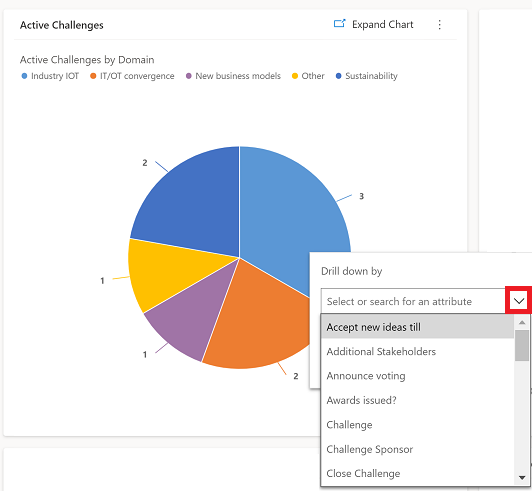 Active Challenges
Expand Chart
Active Challenges by Domain
Industry IOT
IT/OT convergence
New business models
Other
Sustainability
2
3
1
1
2
Drill down by
Select or search for an attribute
Accept new ideas till
Additional Stakeholders
Announce voting
Awards issued?
Challenge
Challenge Sponsor
Close Challenge